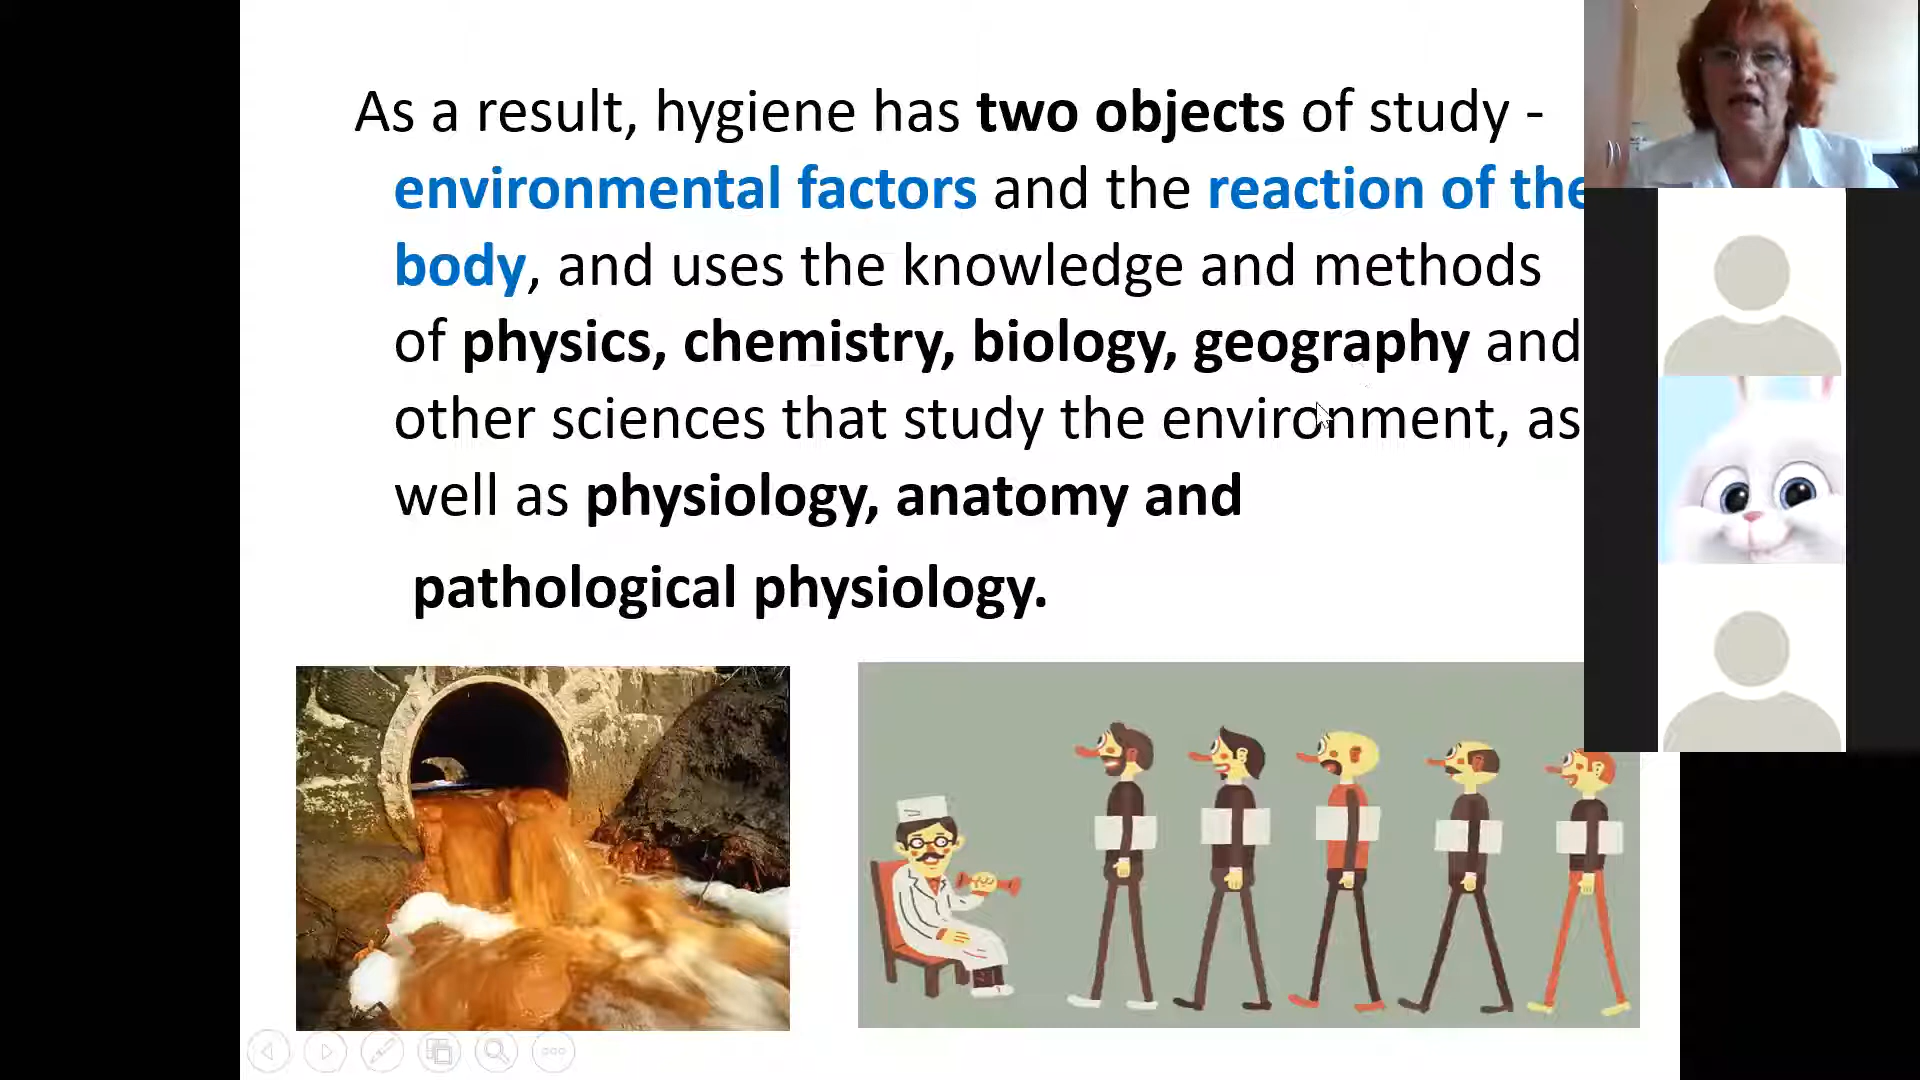 As a result, hygiene has two objects of study -
environmental factors and the reaction of the
body, and uses the knowledge and methods
of physics, chemistry, biology, geography and
other sciences that study the environment, as
well as physiology, anatomy and
pathological physiology.